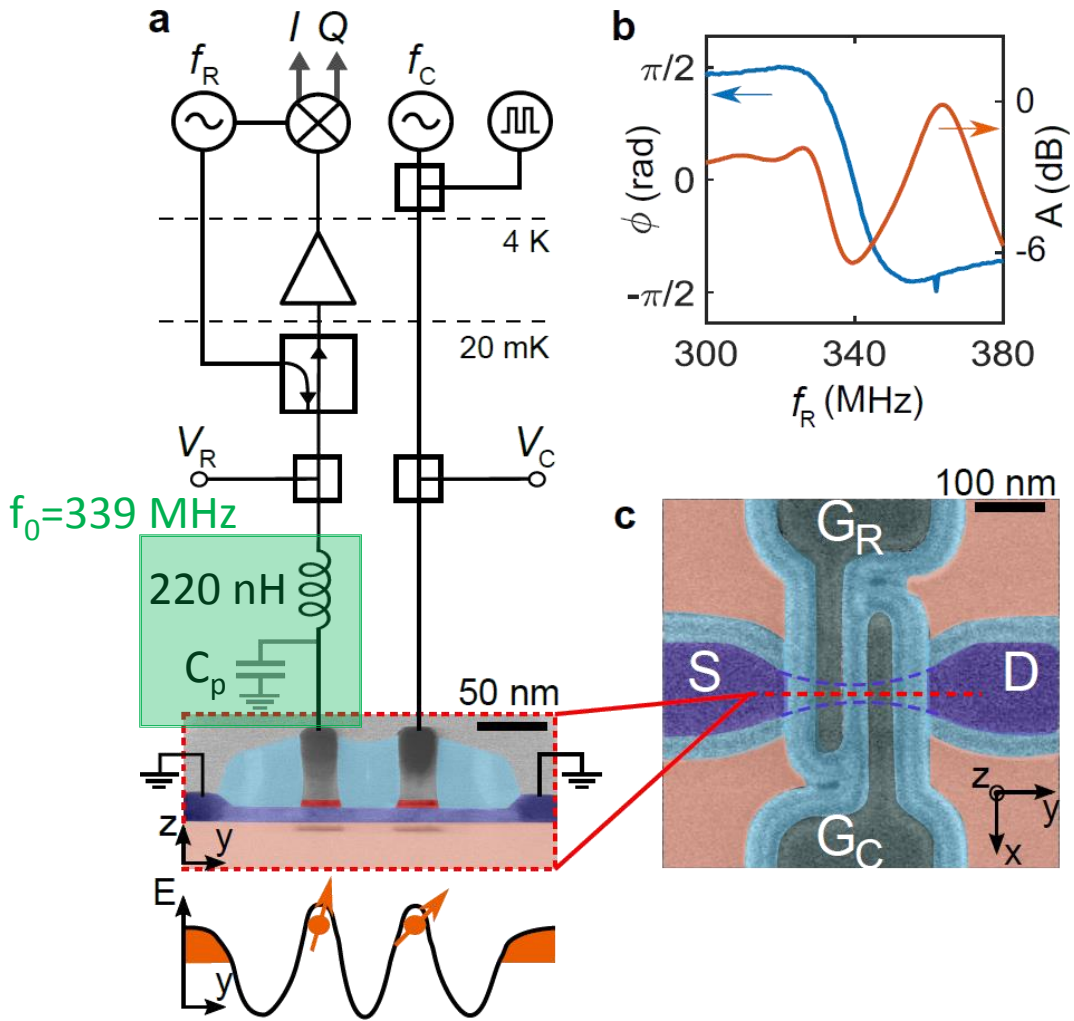 a
I Q
f_R
f_C
4 K
20 mK
V_R
V_C
f_0=339 MHz
220 nH
C_p
50 nm
z
y
E
y
b
π/2
0
-π/2
ϕ (rad)
0
-6
A (dB)
300
340
380
f_R (MHz)
c
100 nm
G_R
S
D
G_C
z
y
x